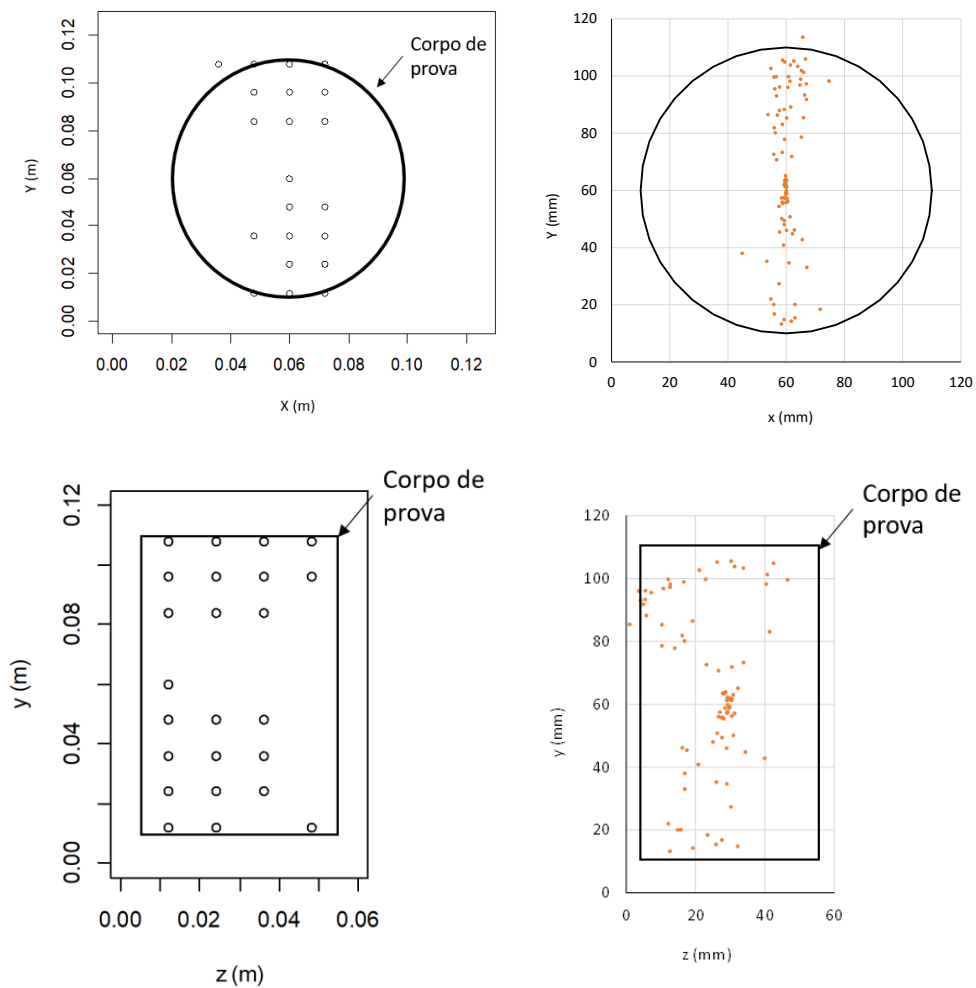 0.12
0.10
0.08
0.06
0.04
0.02
0.00
Y (m)
0.00 0.02 0.04 0.06 0.08 0.10 0.12
X (m)
Corpo de
prova
120
100
80
60
40
20
0
Y (mm)
0 20 40 60 80 100 120
x (mm)
0.12
0.08
0.04
0.00
y (m)
0.00 0.02 0.04 0.06
z (m)
Corpo de
prova
120
100
80
60
40
20
0
y (mm)
0 20 40 60
z (mm)
Corpo de
prova